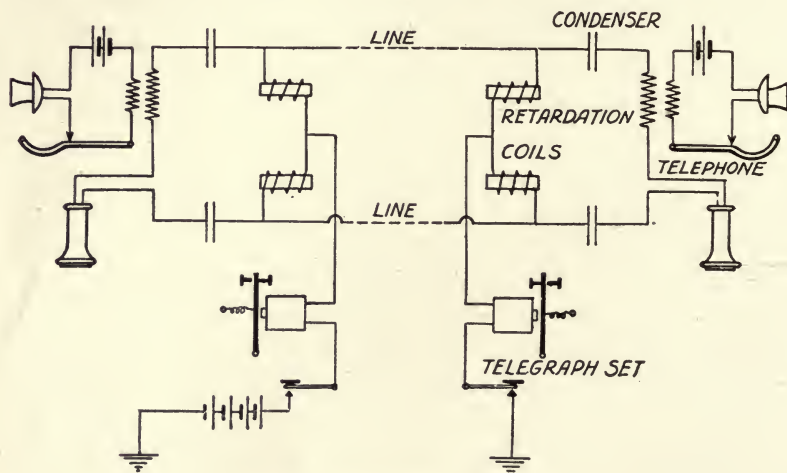 CONDENSER
LINE
RETARDATION
COILS
TELEPHONE
LINE
TELEGRAPH SET